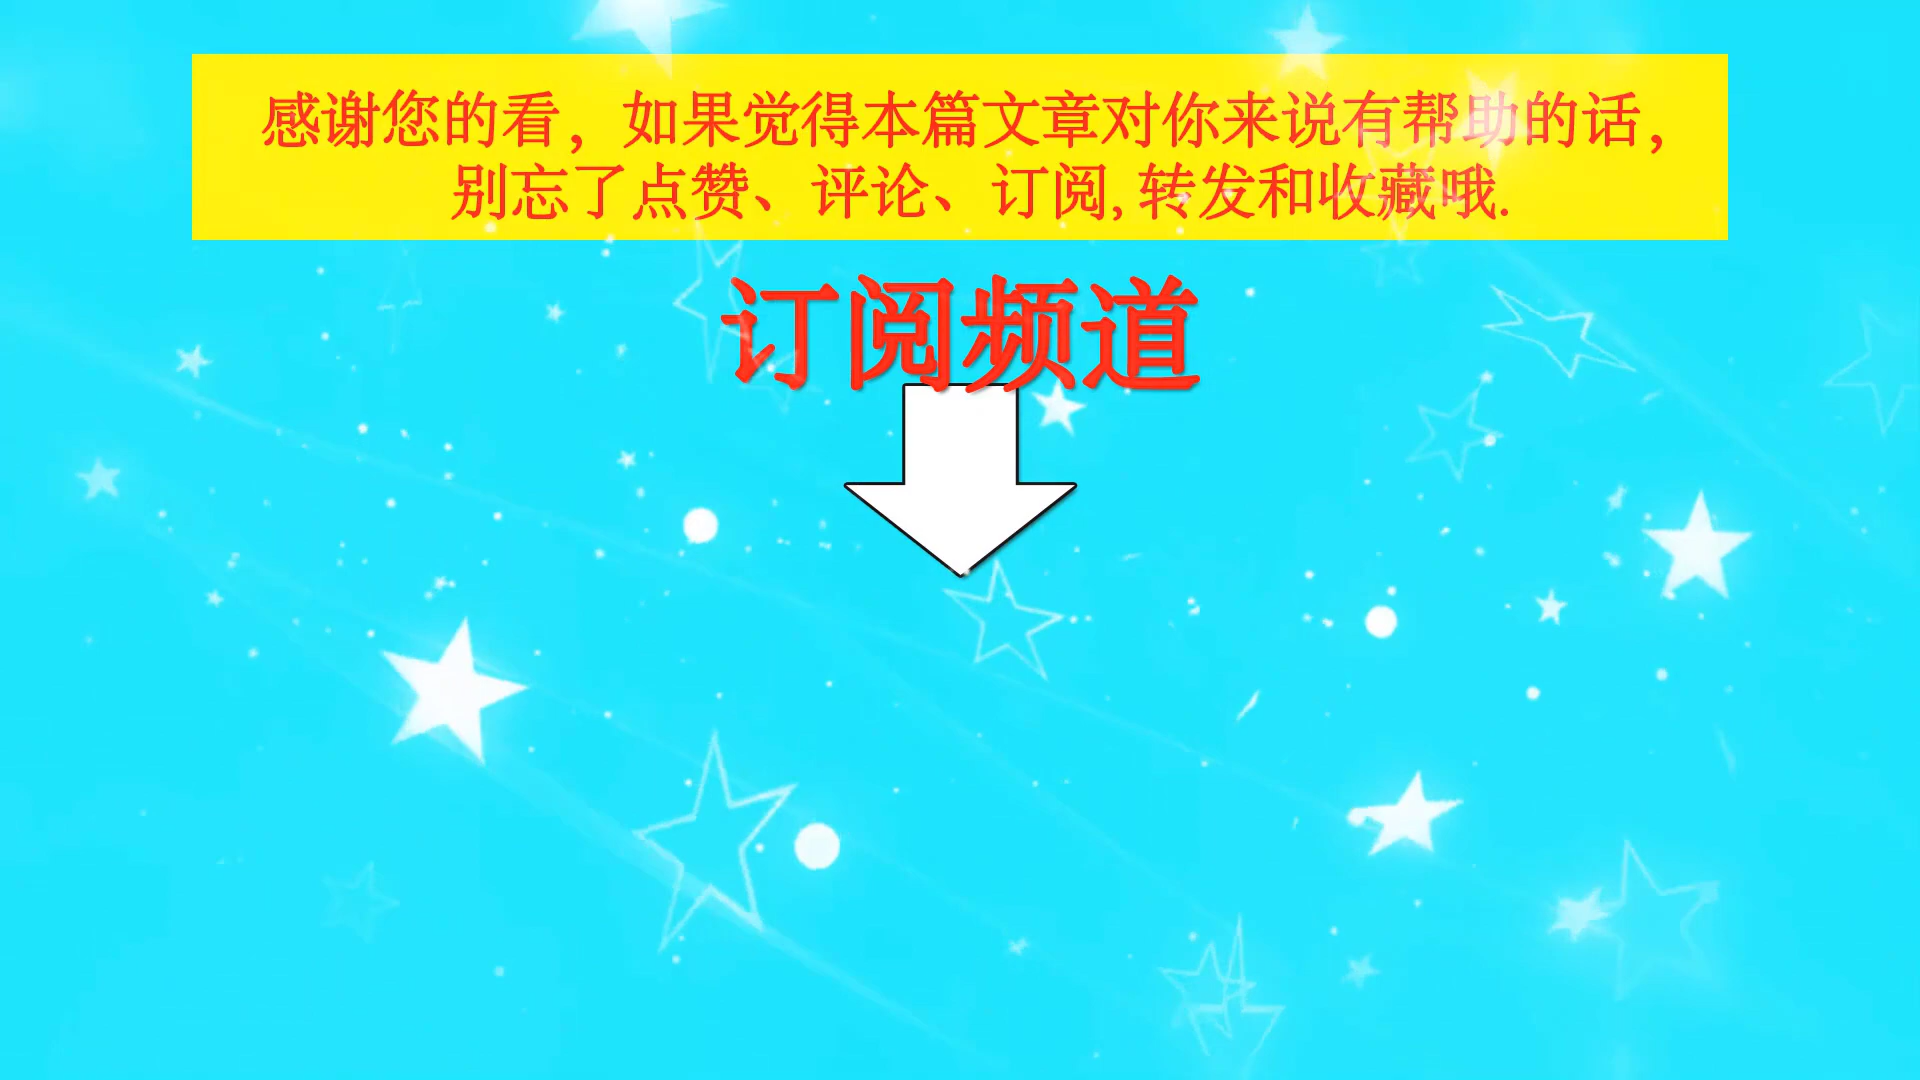 感谢您的看，如果觉得本篇文章对你来说有帮助的话，
别忘了点赞、评论、订阅,转发和收藏哦.
订阅频道